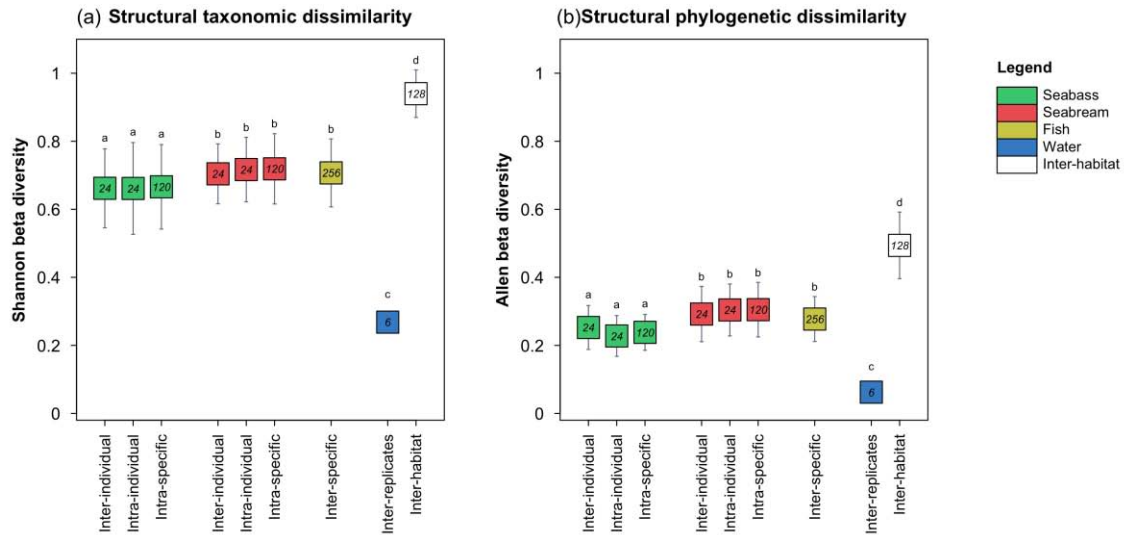 (a) Structural taxonomic dissimilarity
Shannon beta diversity
1
0.8
0.6
0.4
0.2
0
a a a b b b b c d
24 24 120 24 24 120 256 6 128
Inter-individual
Intra-individual
Intra-specific
Inter-individual
Intra-individual
Intra-specific
Inter-specific
Inter-replicates
Inter-habitat
(b) Structural phylogenetic dissimilarity
Allen beta diversity
1
0.8
0.6
0.4
0.2
0
a a a b b b b c d
24 24 120 24 24 120 256 6 128
Inter-individual
Intra-individual
Intra-specific
Inter-individual
Intra-individual
Intra-specific
Inter-specific
Inter-replicates
Inter-habitat
Legend
Seabass
Seabream
Fish
Water
Inter-habitat